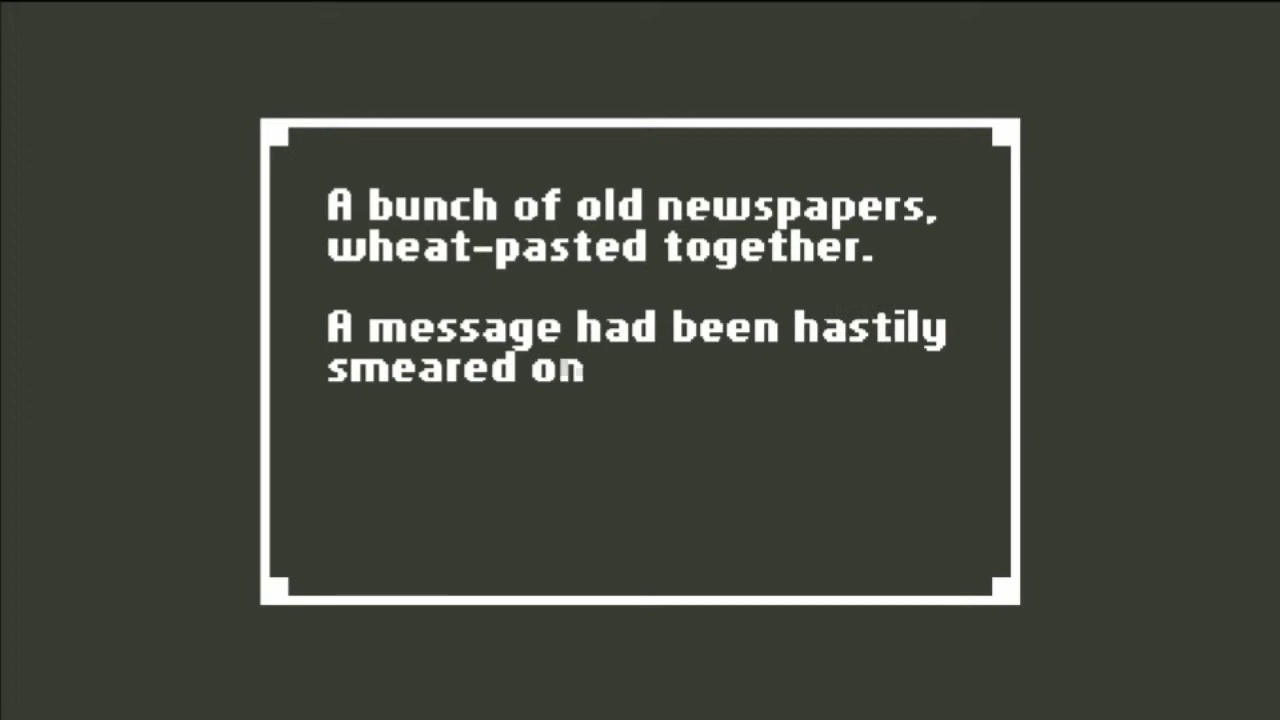 A bunch of old newspapers,
wheat-pasted together.
A message had been hastily
smeared on